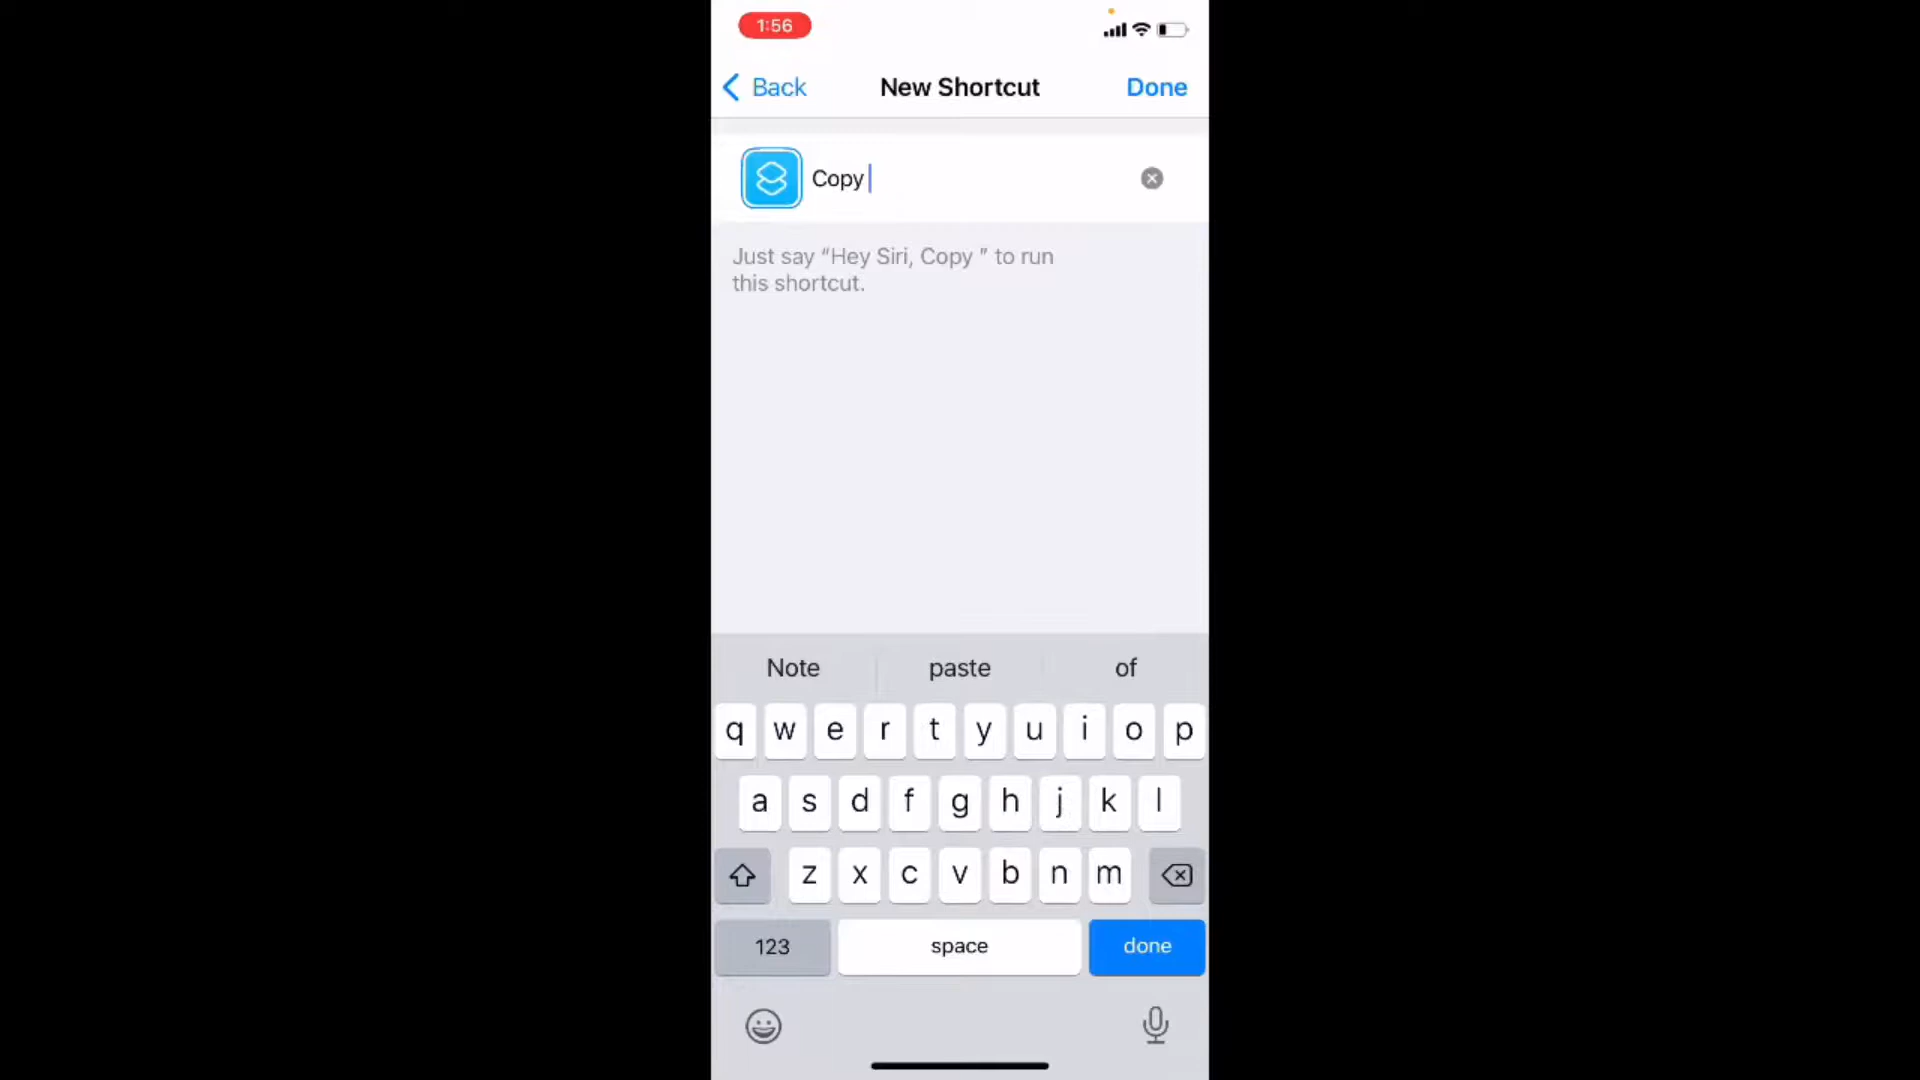 1:56
Back New Shortcut Done
Copy
Just say “Hey Siri, Copy ” to run
this shortcut.
Note paste of
q w e r t y u i o p
a s d f g h j k l
z x c v b n m
123 space done